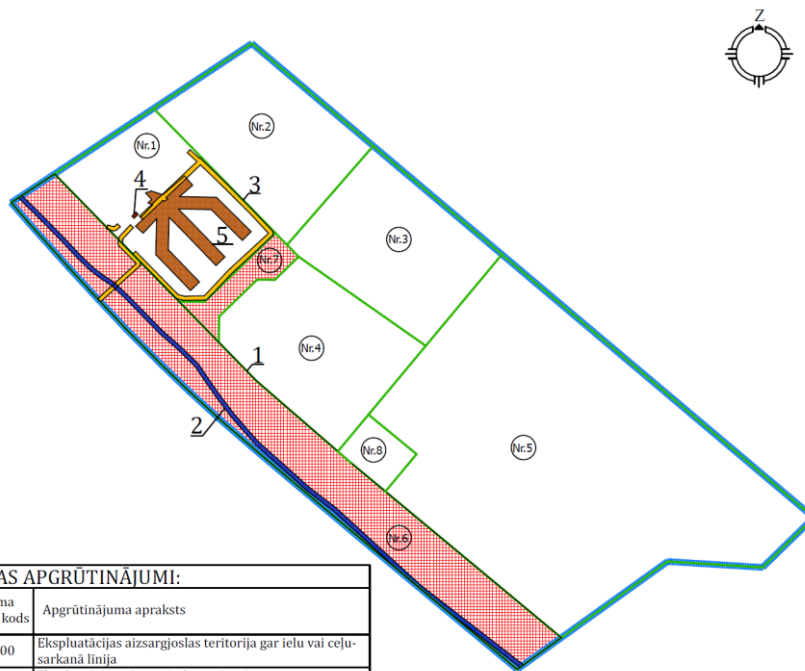 Z
Nr.2
Nr.1
4
3
5
Nr.3
Nr.7
Nr.4
1
2
Nr.8
Nr.5
Nr.6
AS APGRŪTINĀJUMI:
ma
kods
Apgrūtinājuma apraksts
00
Ekspluatācijas aizsargjoslas teritorija gar ielu vai ceļu-
sarkanā līnija